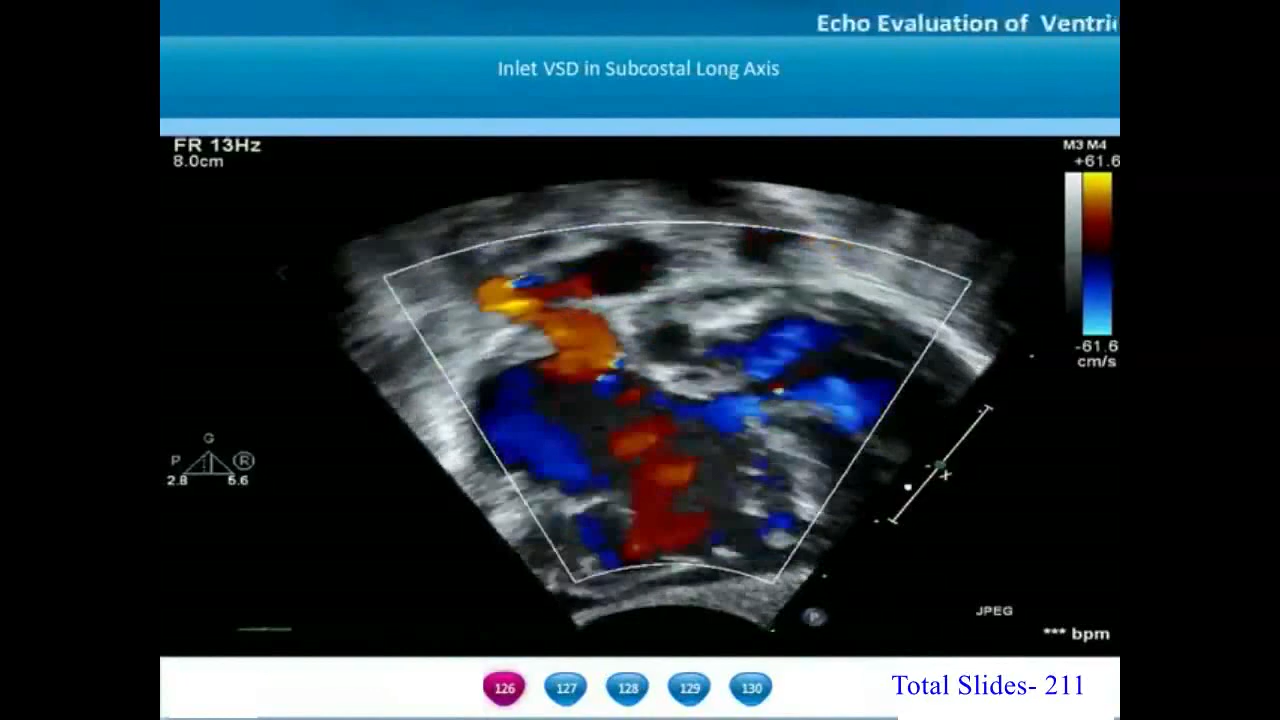 Echo Evaluation of Ventri
Inlet VSD in Subcostal Long Axis
FR 13Hz
8.0cm
M3 M4
+61.6
-61.6
cm/s
G
P R
2.8 5.6
x
P
JPEG
*** bpm
126 127 128 129 130
Total Slides- 211